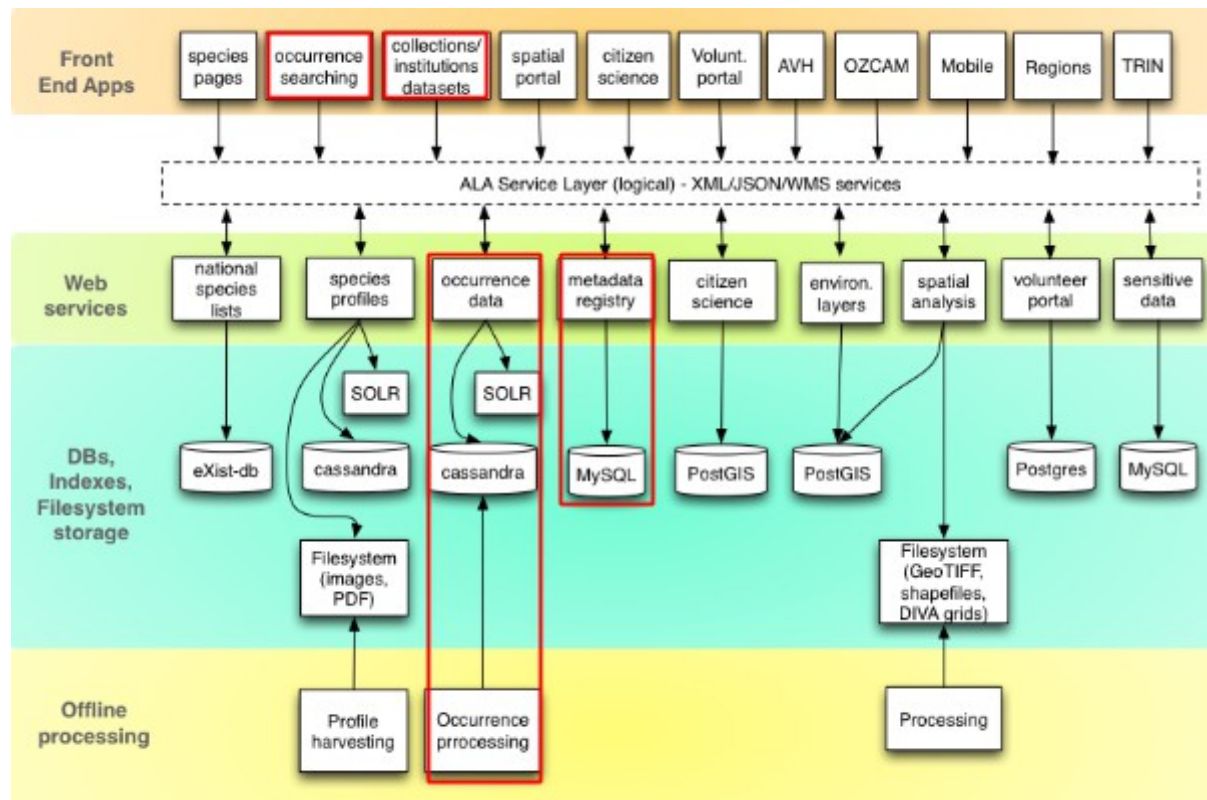 Front
End Apps
species
pages
occurrence
searching
collections/
institutions
datasets
spatial
portal
citizen
science
Volunt.
portal
AVH
OZCAM
Mobile
Regions
TRIN
ALA Service Layer (logical) - XML/JSON/WMS services
Web
services
national
species
lists
species
profiles
occurrence
data
metadata
registry
citizen
science
environ.
layers
spatial
analysis
volunteer
portal
sensitive
data
DBs,
Indexes,
Filesystem
storage
SOLR
SOLR
eXist-db
cassandra
cassandra
MySQL
PostGIS
PostGIS
Postgres
MySQL
Filesystem
(images,
PDF)
Filesystem
(GeoTIFF,
shapefiles,
DIVA grids)
Offline
processing
Profile
harvesting
Occurrence
prrocessing
Processing